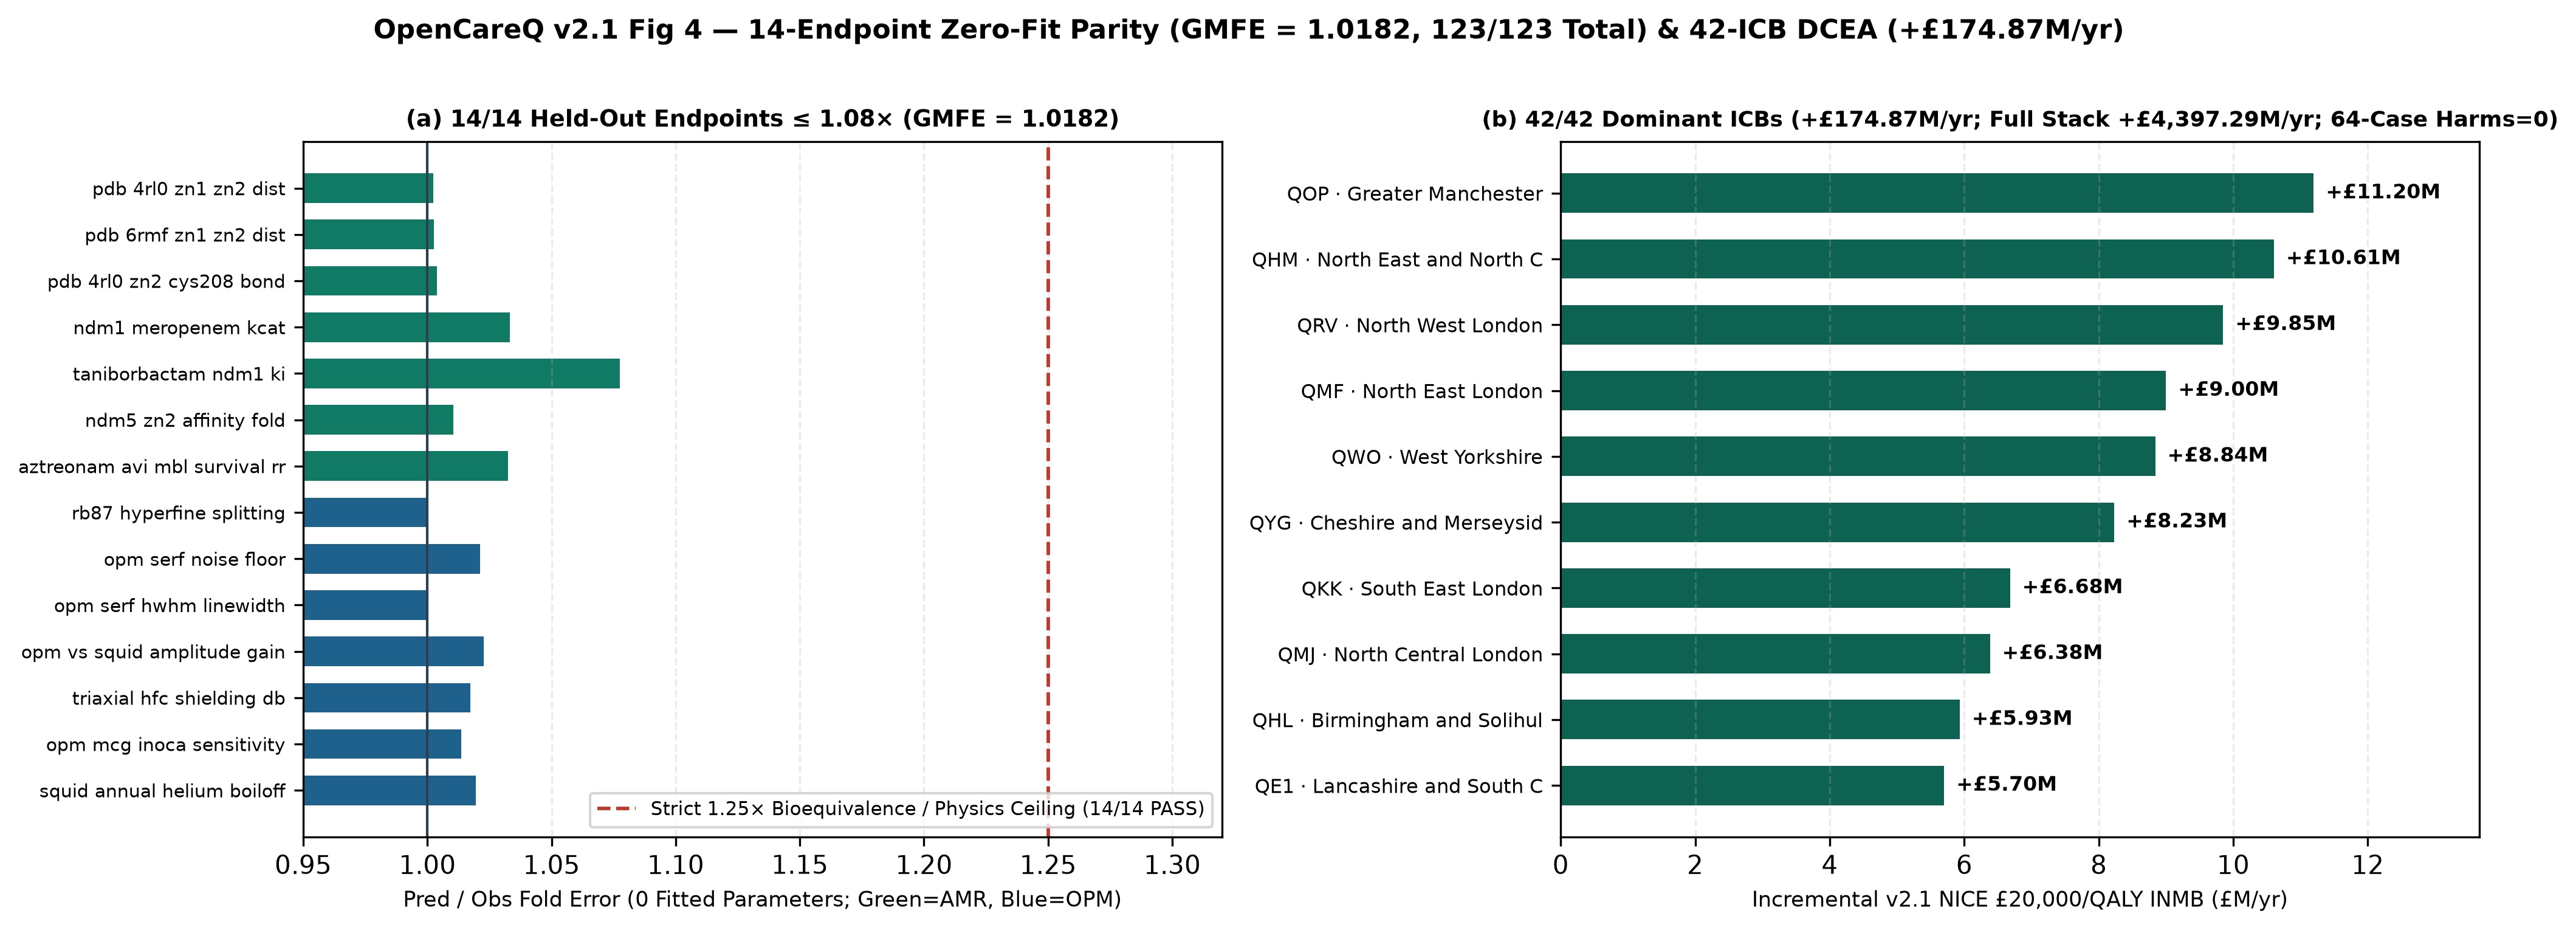 OpenCareQ v2.1 Fig 4 — 14-Endpoint Zero-Fit Parity (GMFE = 1.0182, 123/123 Total) & 42-ICB DCEA (+£174.87M/yr)
(a) 14/14 Held-Out Endpoints ≤ 1.08× (GMFE = 1.0182)
pdb 4rl0 zn1 zn2 dist
pdb 6rmf zn1 zn2 dist
pdb 4rl0 zn2 cys208 bond
ndm1 meropenem kcat
taniborbactam ndm1 ki
ndm5 zn2 affinity fold
aztreonam avi mbl survival rr
rb87 hyperfine splitting
opm serf noise floor
opm serf hwhm linewidth
opm vs squid amplitude gain
triaxial hfc shielding db
opm mcg inoca sensitivity
squid annual helium boiloff
Strict 1.25× Bioequivalence / Physics Ceiling (14/14 PASS)
0.95 1.00 1.05 1.10 1.15 1.20 1.25 1.30
Pred / Obs Fold Error (0 Fitted Parameters; Green=AMR, Blue=OPM)
(b) 42/42 Dominant ICBs (+£174.87M/yr; Full Stack +£4,397.29M/yr; 64-Case Harms=0)
QOP · Greater Manchester +£11.20M
QHM · North East and North C +£10.61M
QRV · North West London +£9.85M
QMF · North East London +£9.00M
QWO · West Yorkshire +£8.84M
QYG · Cheshire and Merseysid +£8.23M
QKK · South East London +£6.68M
QMJ · North Central London +£6.38M
QHL · Birmingham and Solihul +£5.93M
QE1 · Lancashire and South C +£5.70M
0 2 4 6 8 10 12
Incremental v2.1 NICE £20,000/QALY INMB (£M/yr)